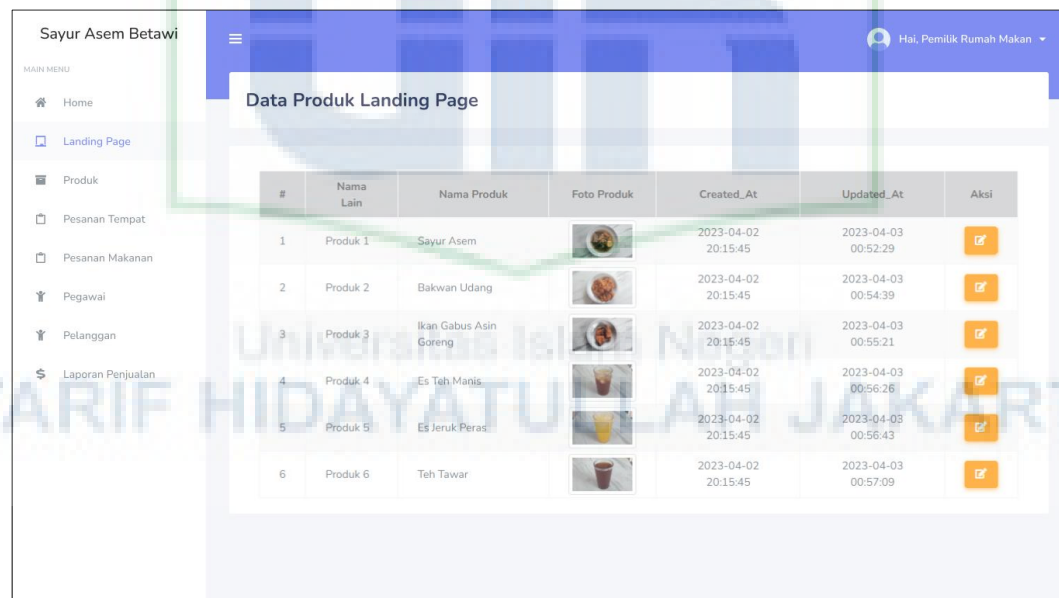 Sayur Asem Betawi
Hai, Pemilik Rumah Makan
MAIN MENU
Home
Landing Page
Produk
Pesanan Tempat
Pesanan Makanan
Pegawai
Pelanggan
Laporan Penjualan
Data Produk Landing Page
# Nama Lain Nama Produk Foto Produk Created_At Updated_At Aksi
1 Produk 1 Sayur Asem 2023-04-02 20:15:45 2023-04-03 00:52:29
2 Produk 2 Bakwan Udang 2023-04-02 20:15:45 2023-04-03 00:54:39
3 Produk 3 Ikan Gabus Asin Goreng 2023-04-02 20:15:45 2023-04-03 00:55:21
4 Produk 4 Es Teh Manis 2023-04-02 20:15:45 2023-04-03 00:56:26
5 Produk 5 Es Jeruk Peras 2023-04-02 20:15:45 2023-04-03 00:56:43
6 Produk 6 Teh Tawar 2023-04-02 20:15:45 2023-04-03 00:57:09
uin
Universitas Islam Negeri
ARIF HIDAYATULLAH JAKART